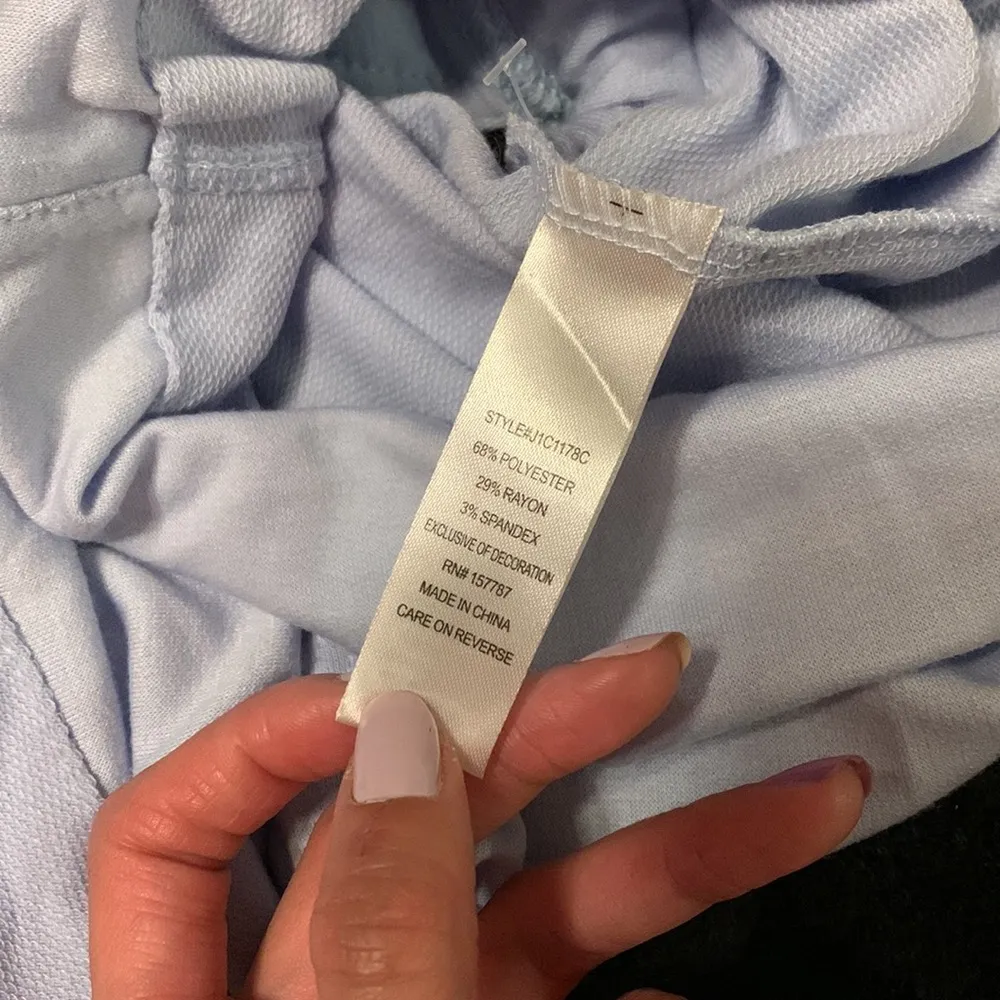 STYLE#J1C1178C
68% POLYESTER
29% RAYON
3% SPANDEX
EXCLUSIVE OF DECORATION
RN# 157787
MADE IN CHINA
CARE ON REVERSE